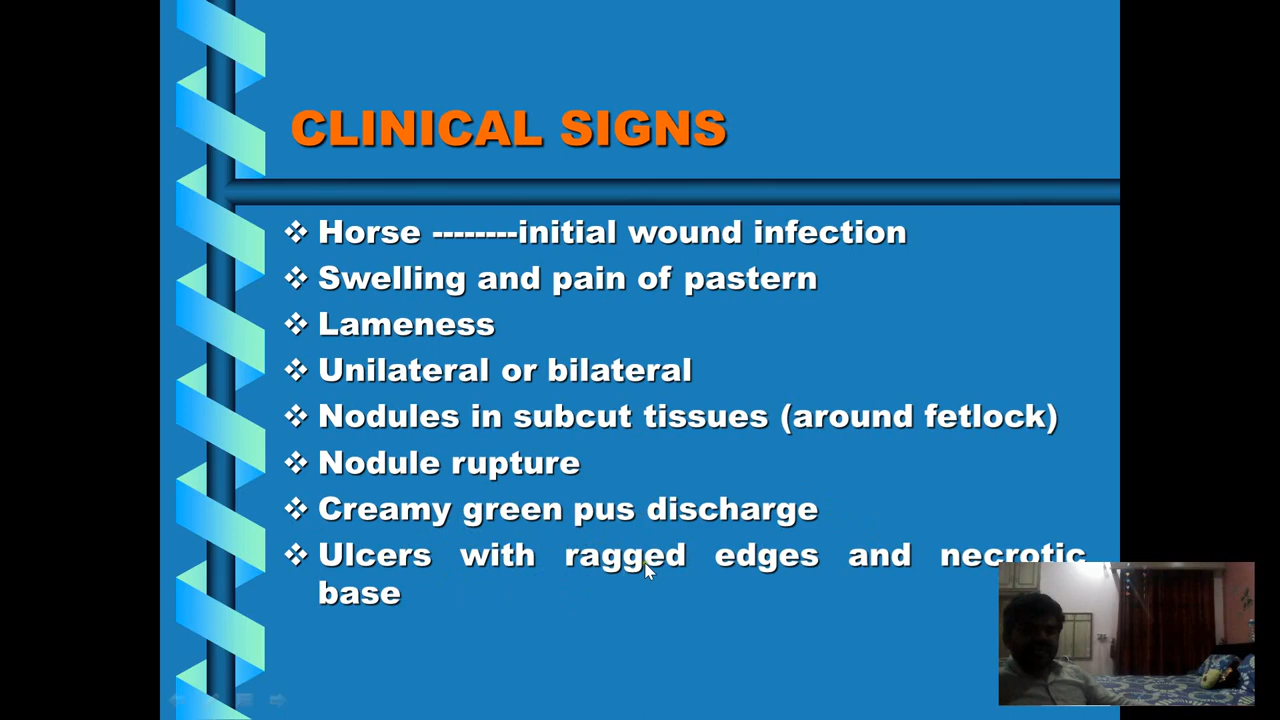 CLINICAL SIGNS
❖ Horse --------initial wound infection
❖ Swelling and pain of pastern
❖ Lameness
❖ Unilateral or bilateral
❖ Nodules in subcut tissues (around fetlock)
❖ Nodule rupture
❖ Creamy green pus discharge
❖ Ulcers with ragged edges and necrotic
base